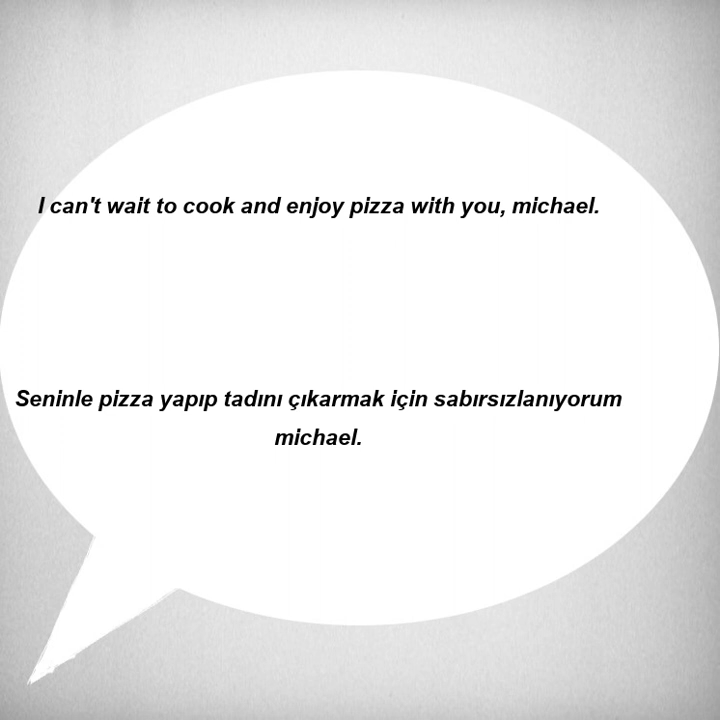 I can't wait to cook and enjoy pizza with you, michael.
Seninle pizza yapıp tadını çıkarmak için sabırsızlanıyorum
michael.